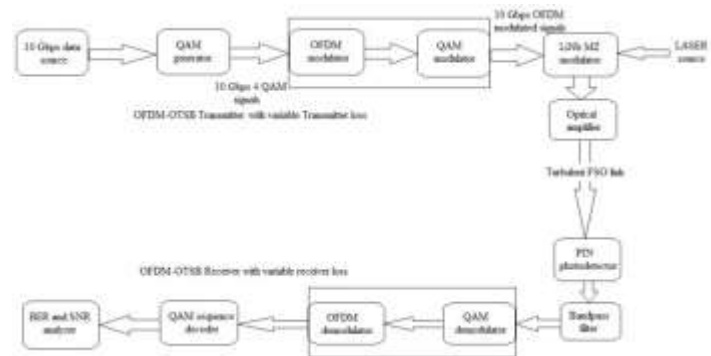 10 Gbps data
source
QAM
generator
OFDM
modulator
QAM
modulator
10 Gbps OFDM
modulated signals
LiNb MZ
modulator
LASER
source
10 Gbps 4 QAM
signals
OFDM-OTSB Transmitter with variable Transmitter loss
Optical
amplifier
Turbulent FSO link
PIN
photodetector
OFDM-OTSB Receiver with variable receiver loss
BER and SNR
analyzer
QAM sequence
decoder
OFDM
demodulator
QAM
demodulator
Bandpass
filter